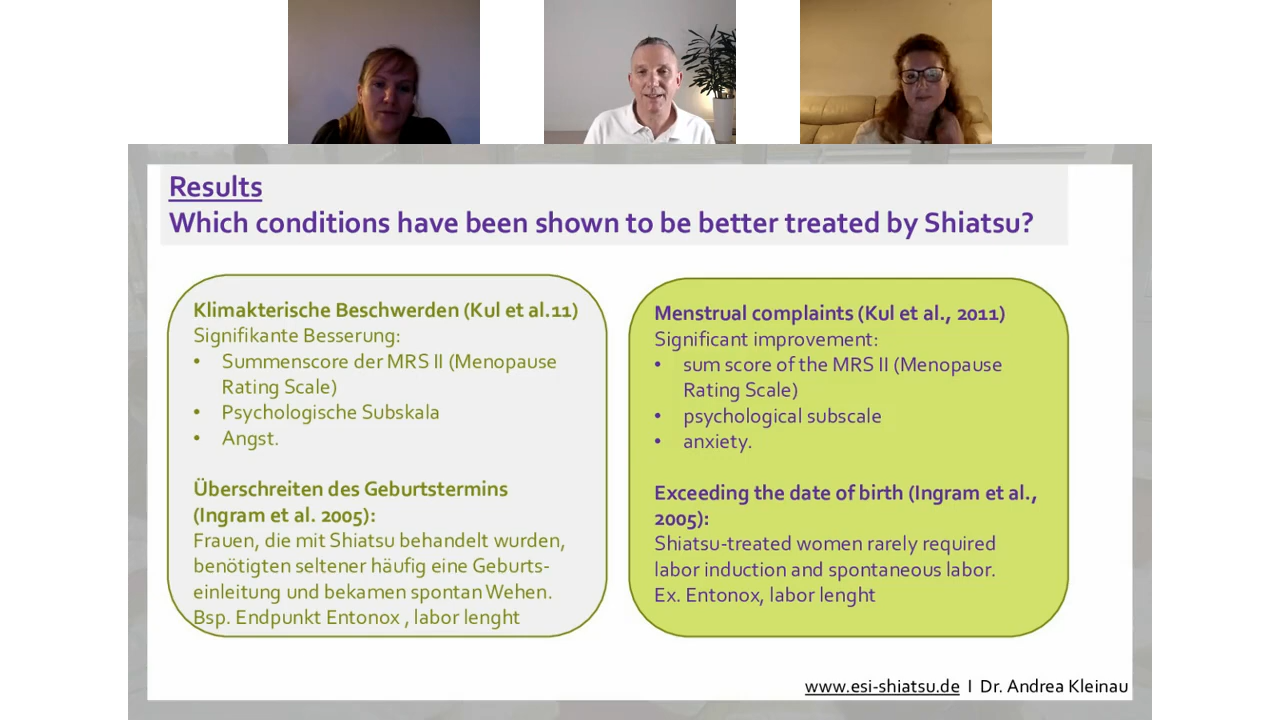 Results
Which conditions have been shown to be better treated by Shiatsu?
Klimakterische Beschwerden (Kul et al.11)
Signifikante Besserung:
• Summenscore der MRS II (Menopause
Rating Scale)
• Psychologische Subskala
• Angst.
Überschreiten des Geburtstermins
(Ingram et al. 2005):
Frauen, die mit Shiatsu behandelt wurden,
benötigten seltener häufig eine Geburts-
einleitung und bekamen spontan Wehen.
Bsp. Endpunkt Entonox , labor lenght
Menstrual complaints (Kul et al., 2011)
Significant improvement:
• sum score of the MRS II (Menopause
Rating Scale)
• psychological subscale
• anxiety.
Exceeding the date of birth (Ingram et al.,
2005):
Shiatsu-treated women rarely required
labor induction and spontaneous labor.
Ex. Entonox, labor lenght
www.esi-shiatsu.de I Dr. Andrea Kleinau